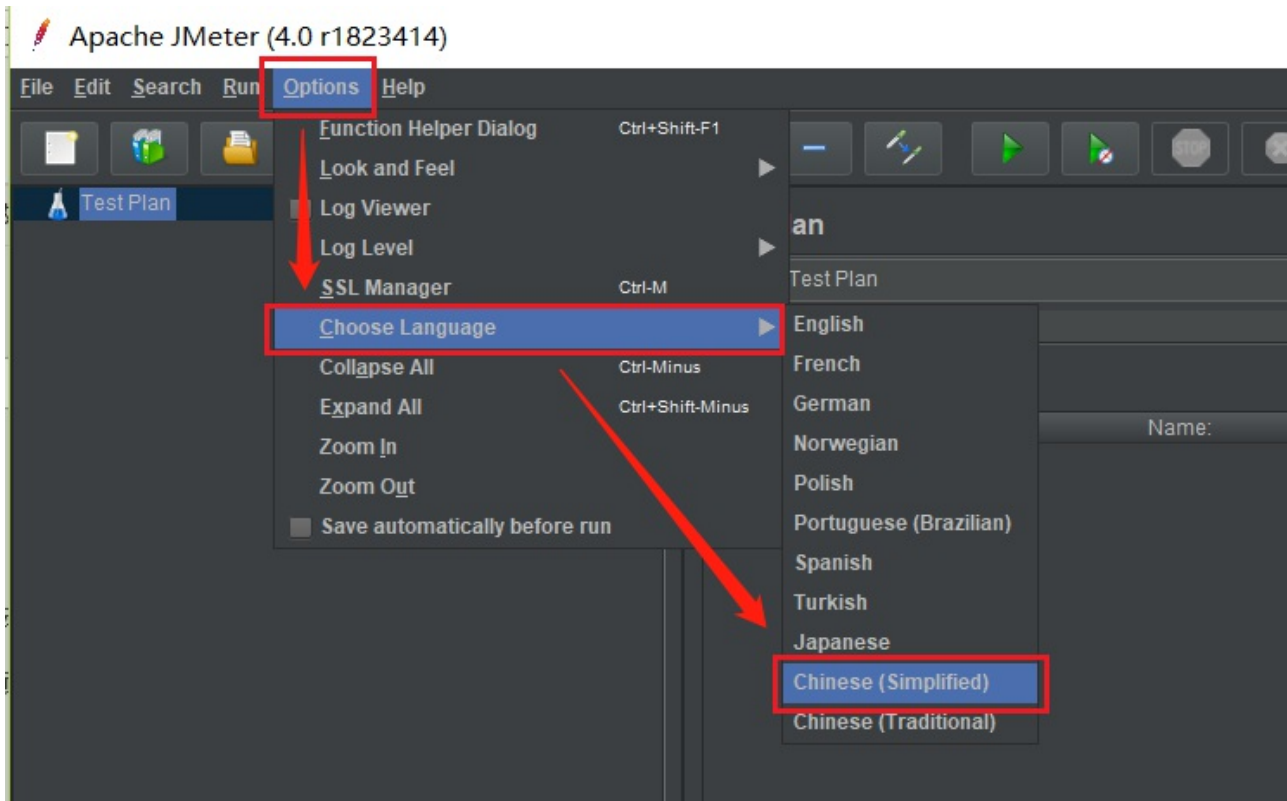 Apache JMeter (4.0 r1823414)
File Edit Search Run Options Help
Function Helper Dialog Ctrl+Shift-F1
Look and Feel
STOP
Test Plan
Log Viewer
an
Log Level
SSL Manager Ctrl-M
Test Plan
Choose Language
English
Collapse All Ctrl-Minus
French
Expand All Ctrl+Shift-Minus
German
Name:
Zoom In
Norwegian
Zoom Out
Polish
Save automatically before run
Portuguese (Brazilian)
Spanish
Turkish
Japanese
Chinese (Simplified)
Chinese (Traditional)